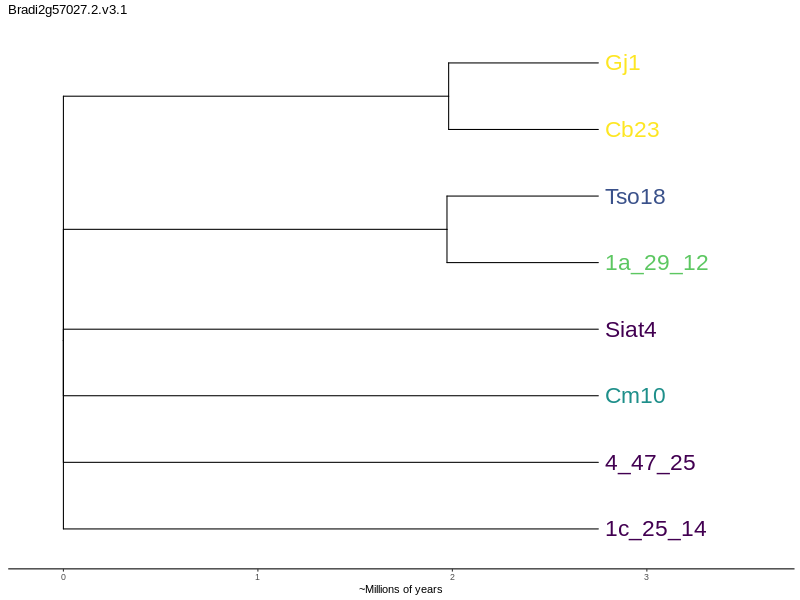 Bradi2g57027.2.v3.1
Gj1
Cb23
Tso18
1a_29_12
Siat4
Cm10
4_47_25
1c_25_14
0 1 2 3
~Millions of years